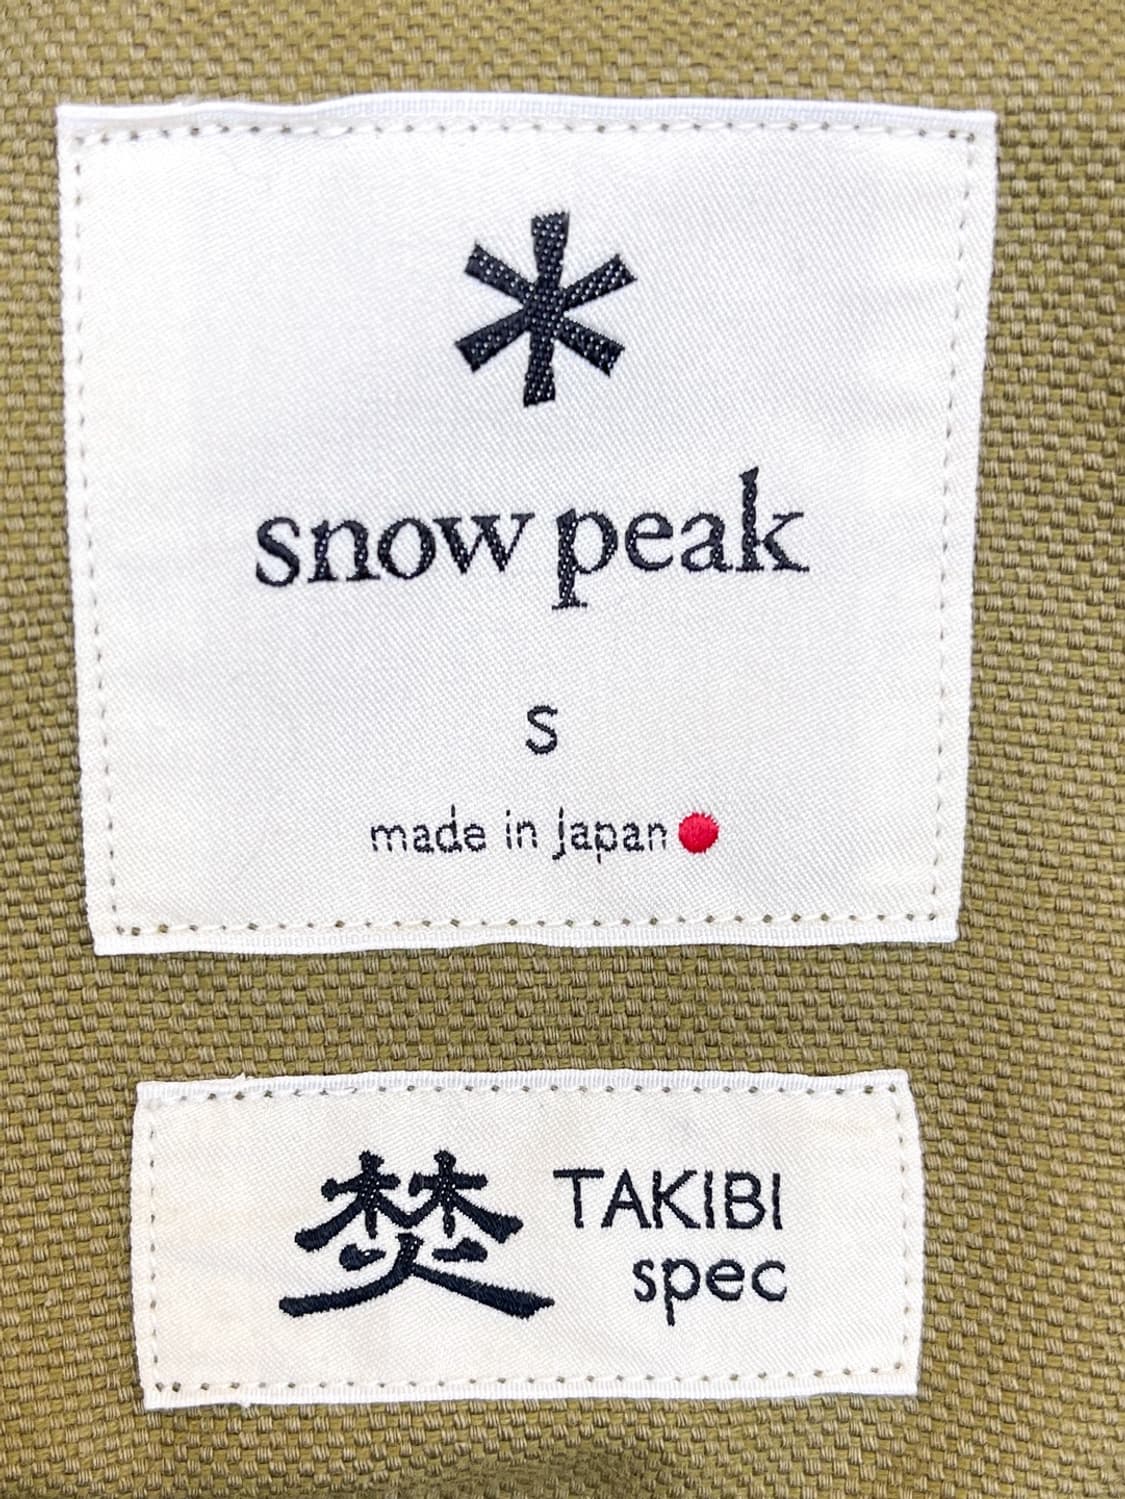 snow peak
S
made in Japan
焚 TAKIBI
spec